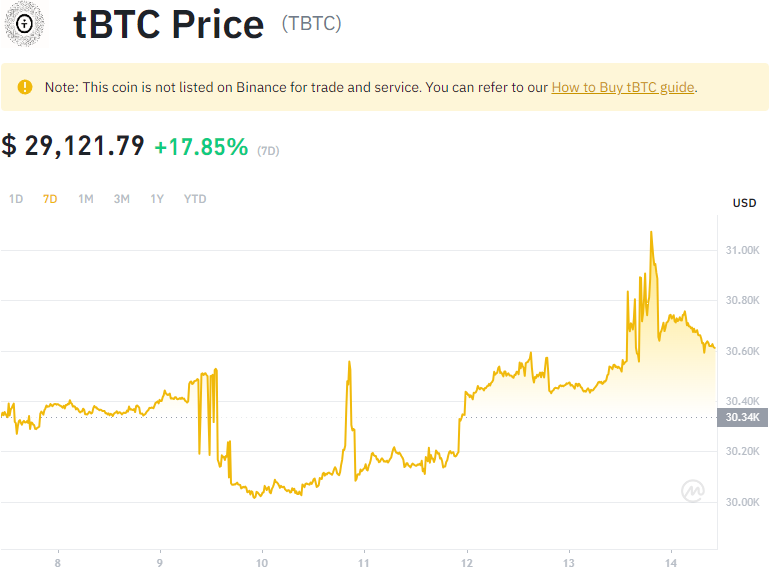 tBTC Price (TBTC)
Note: This coin is not listed on Binance for trade and service. You can refer to our How to Buy tBTC guide.
$ 29,121.79 +17.85% (7D)
1D 7D 1M 3M 1Y YTD
USD
31.00K
30.80K
30.60K
30.40K
30.34K
30.20K
30.00K
8 9 10 11 12 13 14